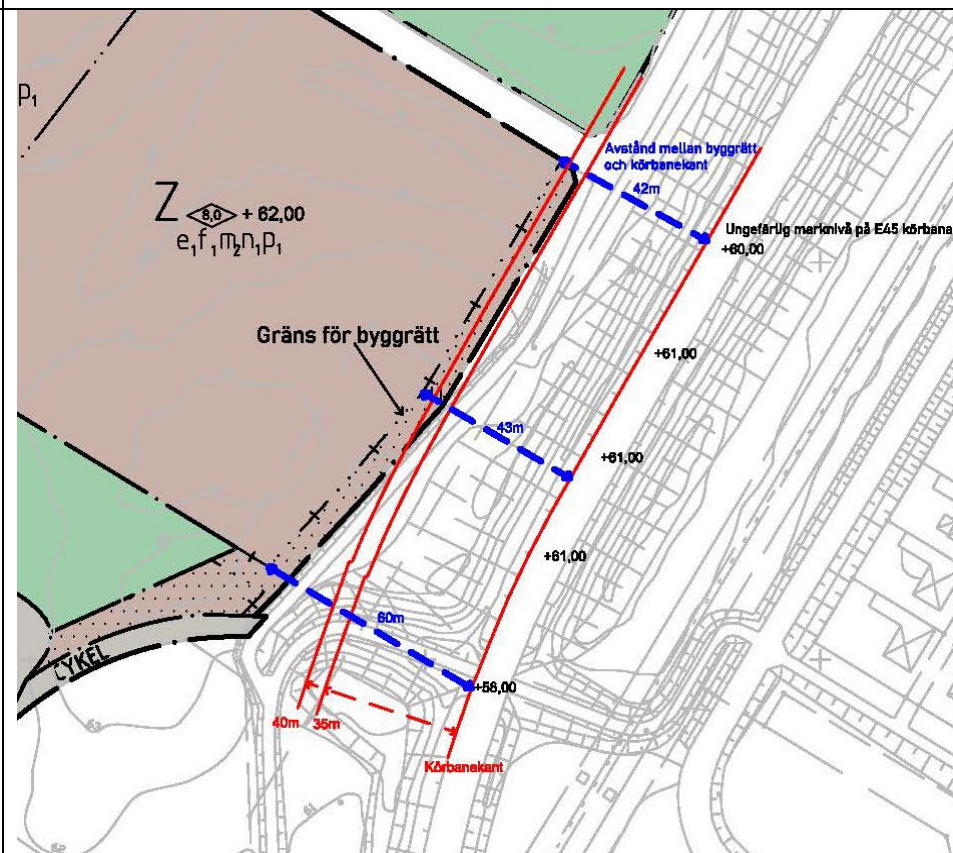 p₁
Z 8,0 + 62,00
e₁f₁m₂n₁p₁
Avstånd mellan byggrätt
och körbanekant
42m
Ungefärlig marknivå på E45 körbana
+60,00
+61,00
Gräns för byggrätt
43m
+61,00
+61,00
60m
+58,00
CYKEL
40m 35m
Körbanekant